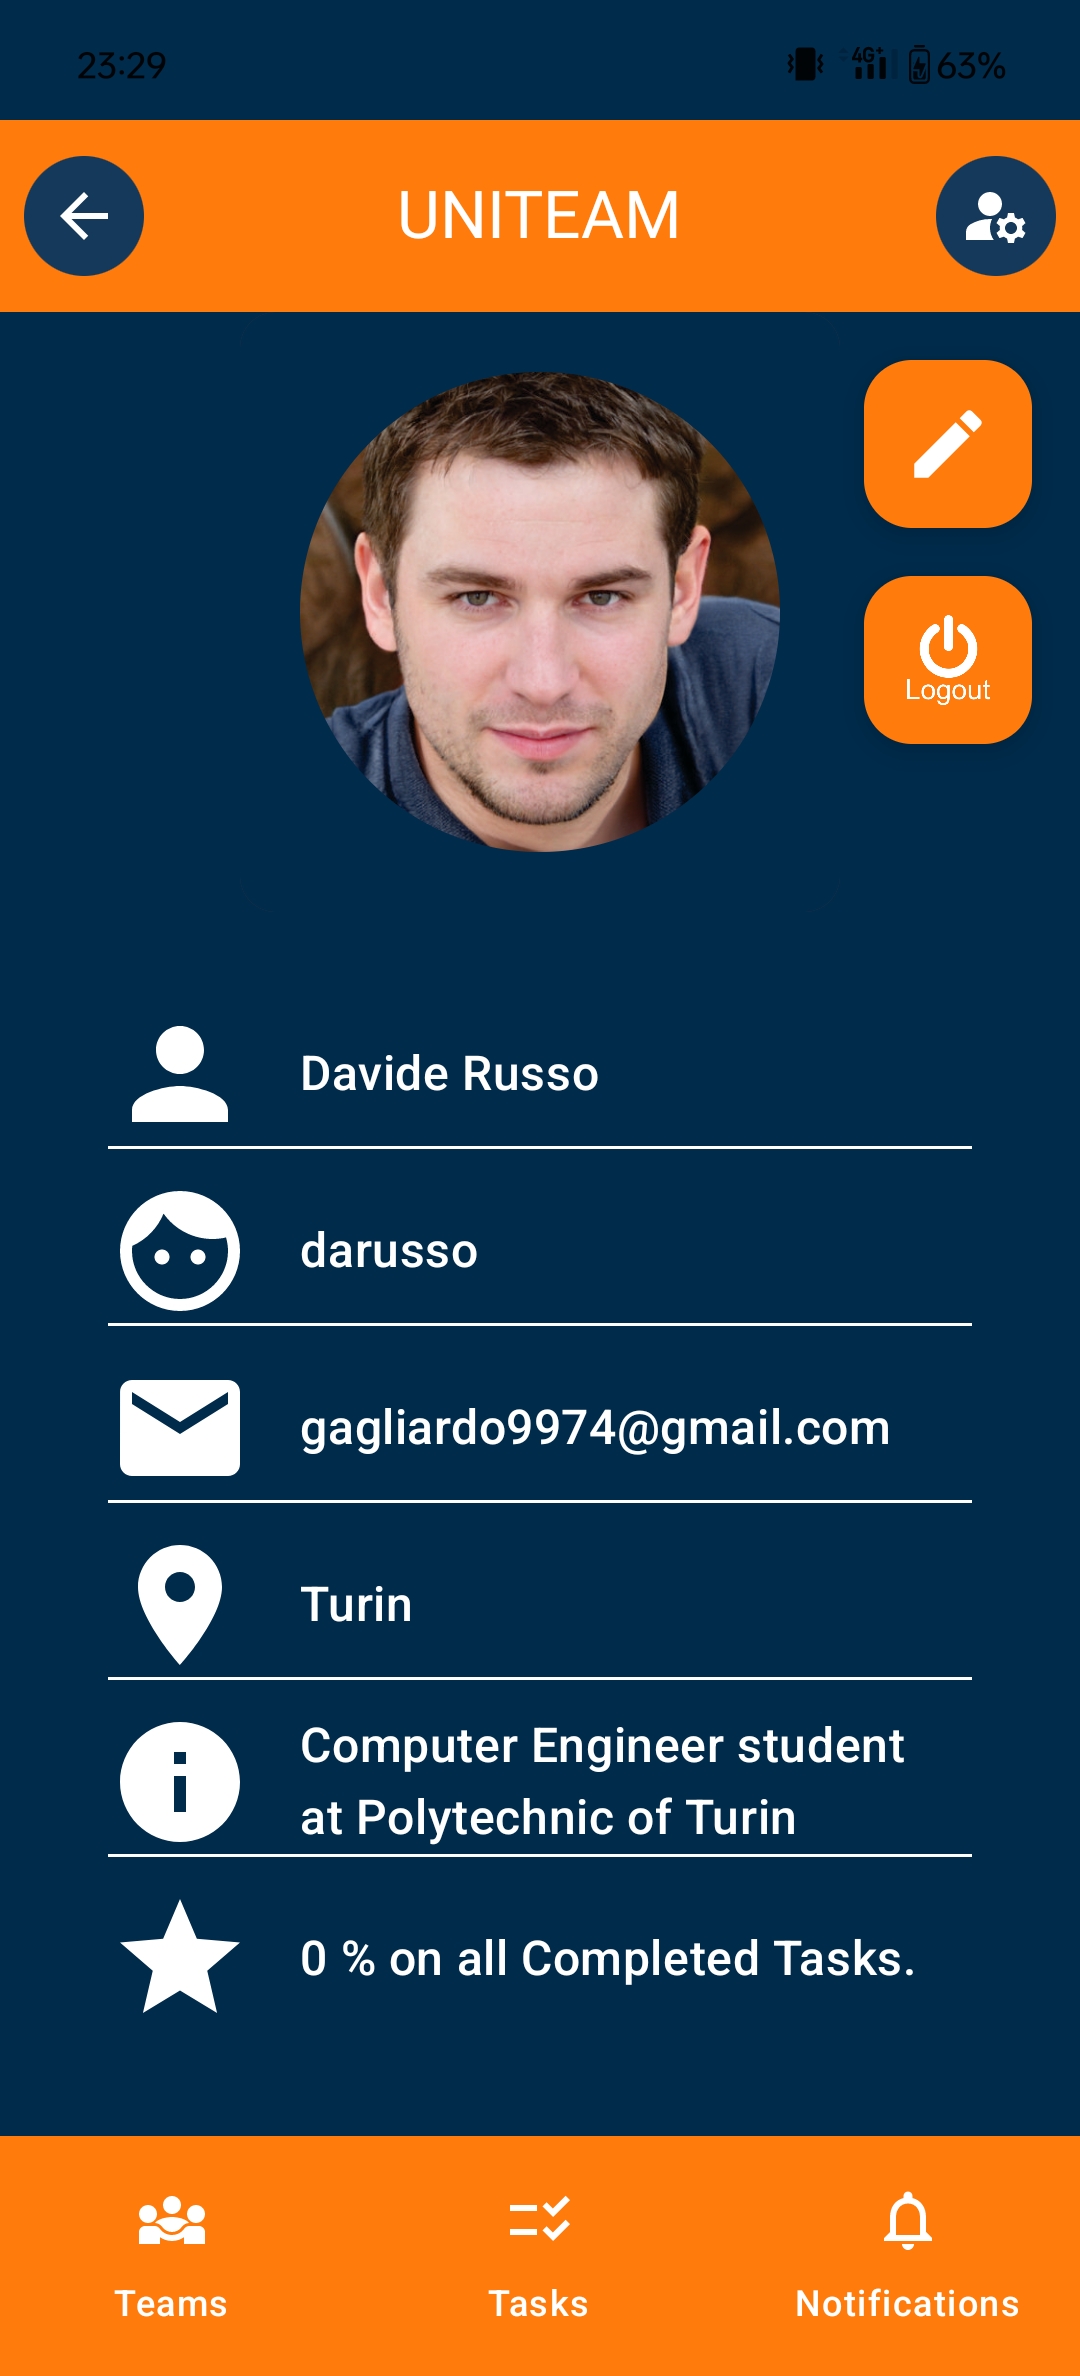 23:29
4G+ 63%
UNITEAM
Logout
Davide Russo
darusso
gagliardo9974@gmail.com
Turin
Computer Engineer student
at Polytechnic of Turin
0 % on all Completed Tasks.
Teams
Tasks
Notifications